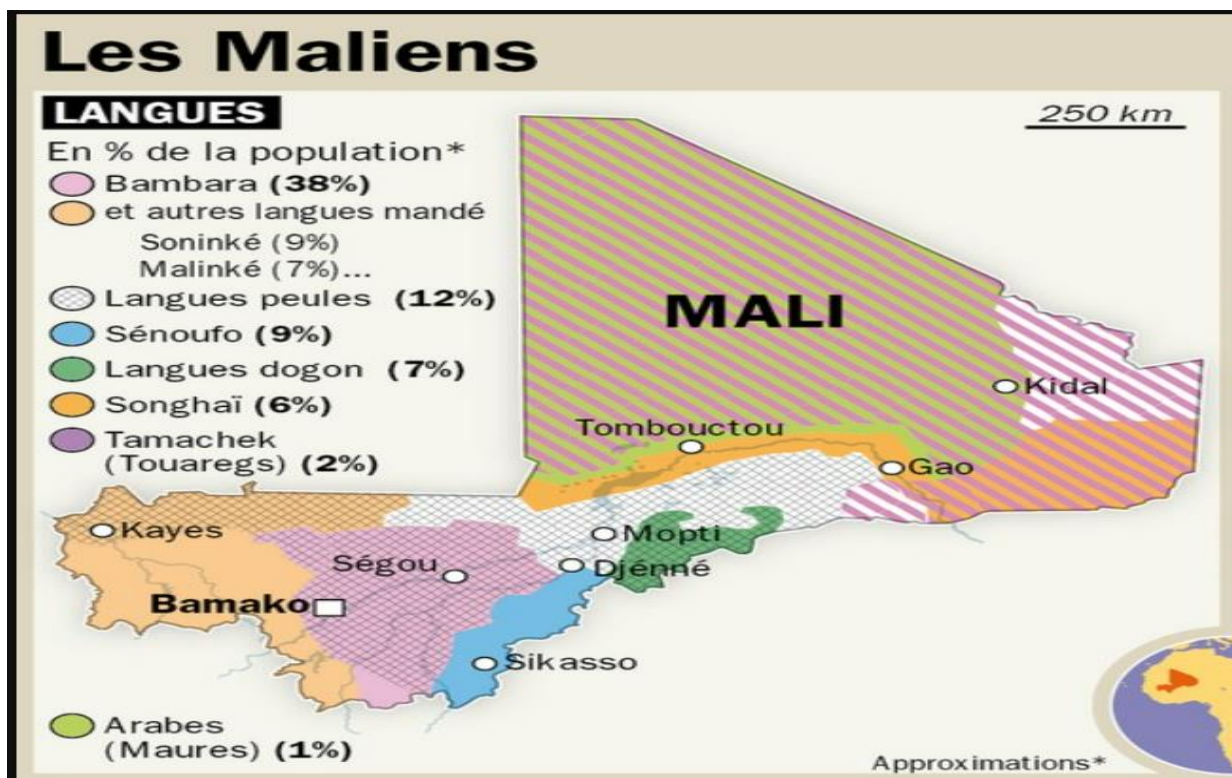 Les Maliens
LANGUES
En % de la population*
Bambara (38%)
et autres langues mandé
Soninké (9%)
Malinké (7%)...
Langues peules (12%)
Sénoufo (9%)
Langues dogon (7%)
Songhaï (6%)
Tamachek
(Touaregs) (2%)
Arabes
(Maures) (1%)
250 km
MALI
Kidal
Tombouctou
Gao
Kayes
Mopti
Ségou
Djénné
Bamako
Sikasso
Approximations*